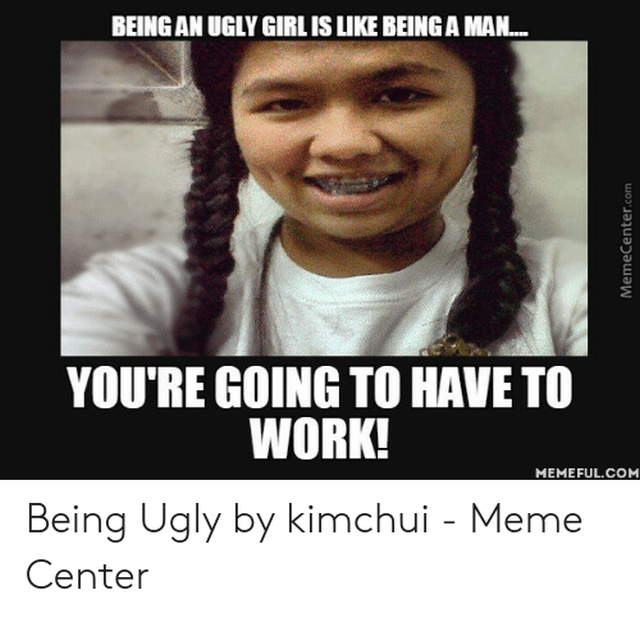 BEING AN UGLY GIRL IS LIKE BEING A MAN....
MemeCenter.com
YOU'RE GOING TO HAVE TO
WORK!
MEMEFUL.COM
Being Ugly by kimchui - Meme
Center